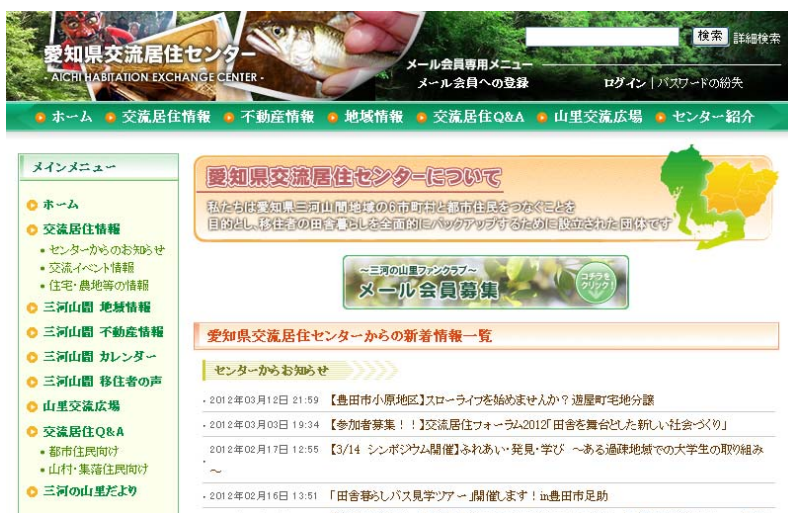 愛知県交流居住センター
- AICHI HABITATION EXCHANGE CENTER -
検索 詳細検索
メール会員専用メニュー
メール会員への登録 ログイン | パスワードの紛失
ホーム 交流居住情報 不動産情報 地域情報 交流居住Q&A 山里交流広場 センター紹介
メインメニュー
ホーム
交流居住情報
・センターからのお知らせ
・交流イベント情報
・住宅・農地等の情報
三河山間 地域情報
三河山間 不動産情報
三河山間 カレンダー
三河山間 移住者の声
山里交流広場
交流居住Q&A
・都市住民向け
・山村・集落住民向け
三河の山里だより
愛知県交流居住センターについて
私たちは愛知県三河山間地域の6市町村と都市住民をつなぐことを
目的とし、移住者の田舎暮らしを全面的にバックアップするために設立された団体です
～三河の山里ファンクラブ～
メール会員募集
コチラを
クリック!
愛知県交流居住センターからの新着情報一覧
センターからお知らせ
・2012年03月12日 21:59 【豊田市小原地区】スローライフを始めませんか？遊屋町宅地分譲
・2012年03月03日 19:34 【参加者募集！！】交流居住フォーラム2012「田舎を舞台とした新しい社会づくり」
・2012年02月17日 12:55 【3/14 シンポジウム開催】ふれあい・発見・学び ～ある過疎地域での大学生の取り組み
～
・2012年02月16日 13:51 「田舎暮らしバス見学ツアー」開催します！in豊田市足助